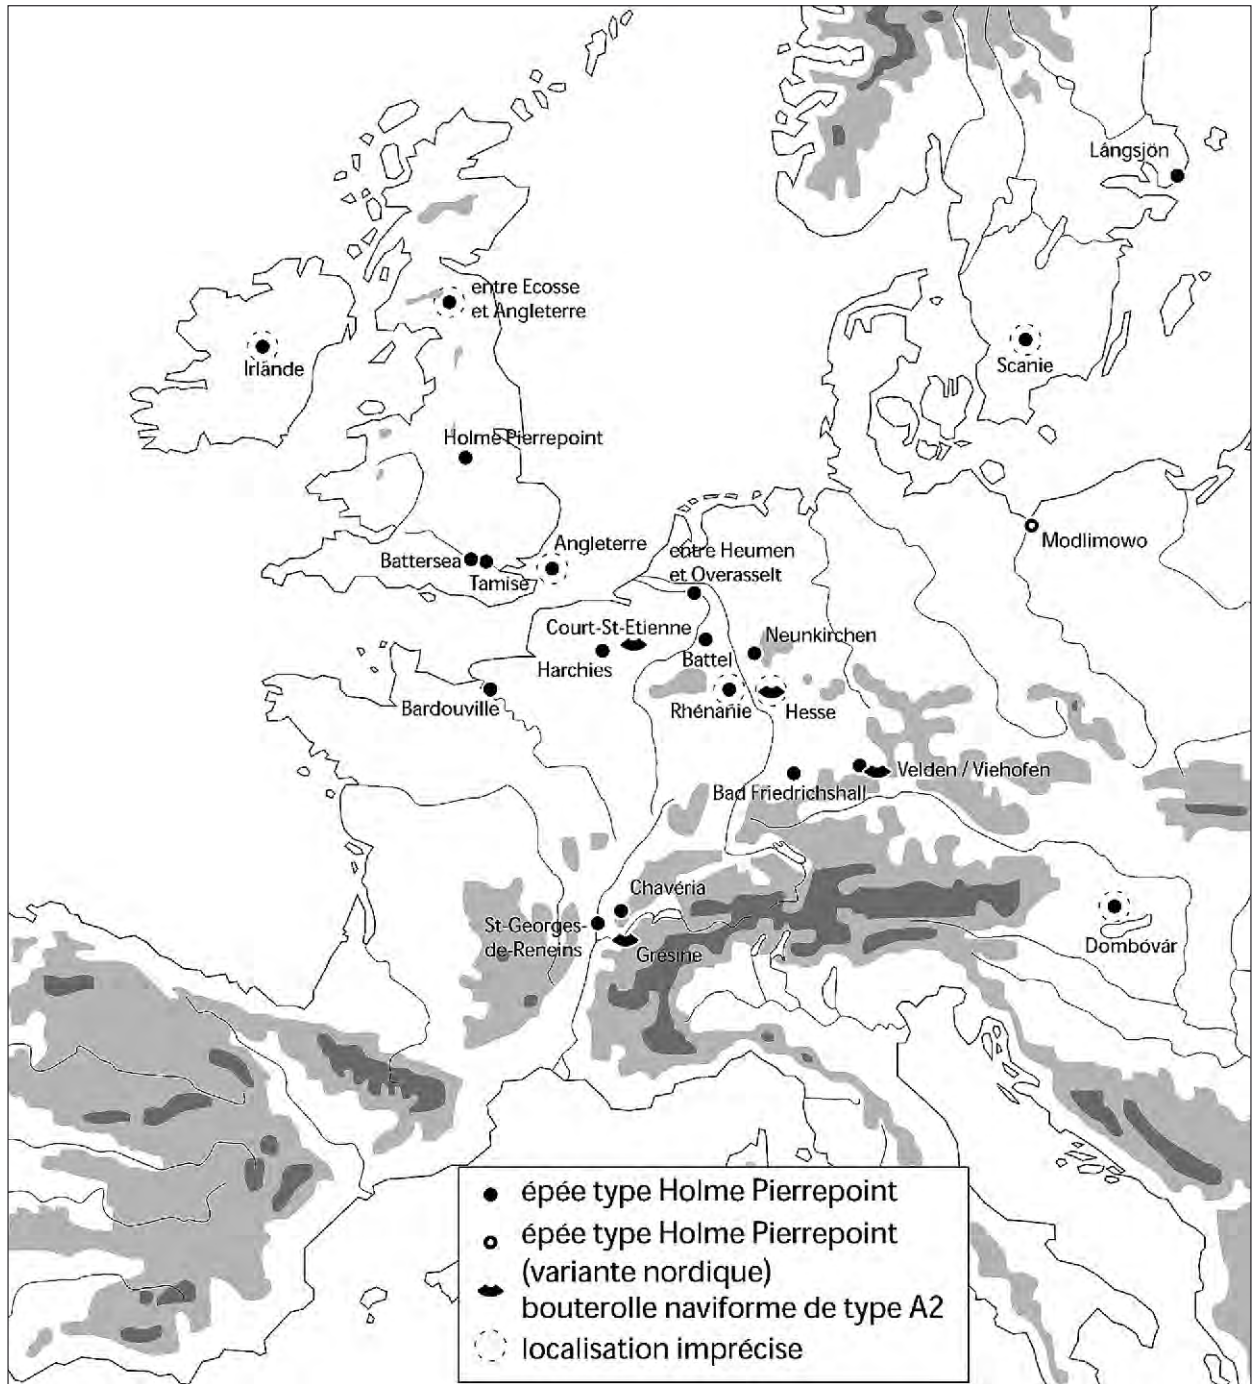 Långsjön
entre Ecosse
et Angleterre
Irlande
Scanie
Holme Pierrepoint
Modlimowo
Angleterre
Battersea
Tamise
entre Heumen
et Overasselt
Court-St-Etienne
Neunkirchen
Battel
Harchies
Bardouville
Rhénanie
Hesse
Velden / Viehofen
Bad Friedrichshall
Chavéria
St-Georges-
de-Reneins
Grésine
Dombóvár
épée type Holme Pierrepoint
épée type Holme Pierrepoint
(variante nordique)
bouterolle naviforme de type A2
localisation imprécise